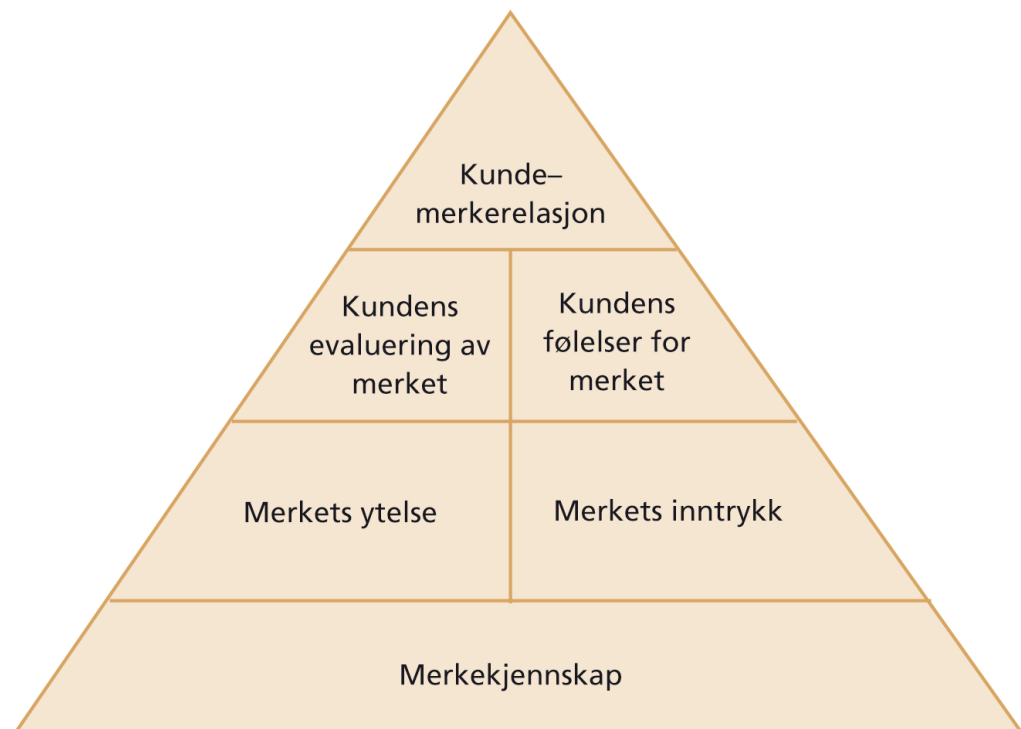 Kunde–
merkerelasjon
Kundens
evaluering av
merket
Kundens
følelser for
merket
Merkets ytelse
Merkets inntrykk
Merkekjennskap